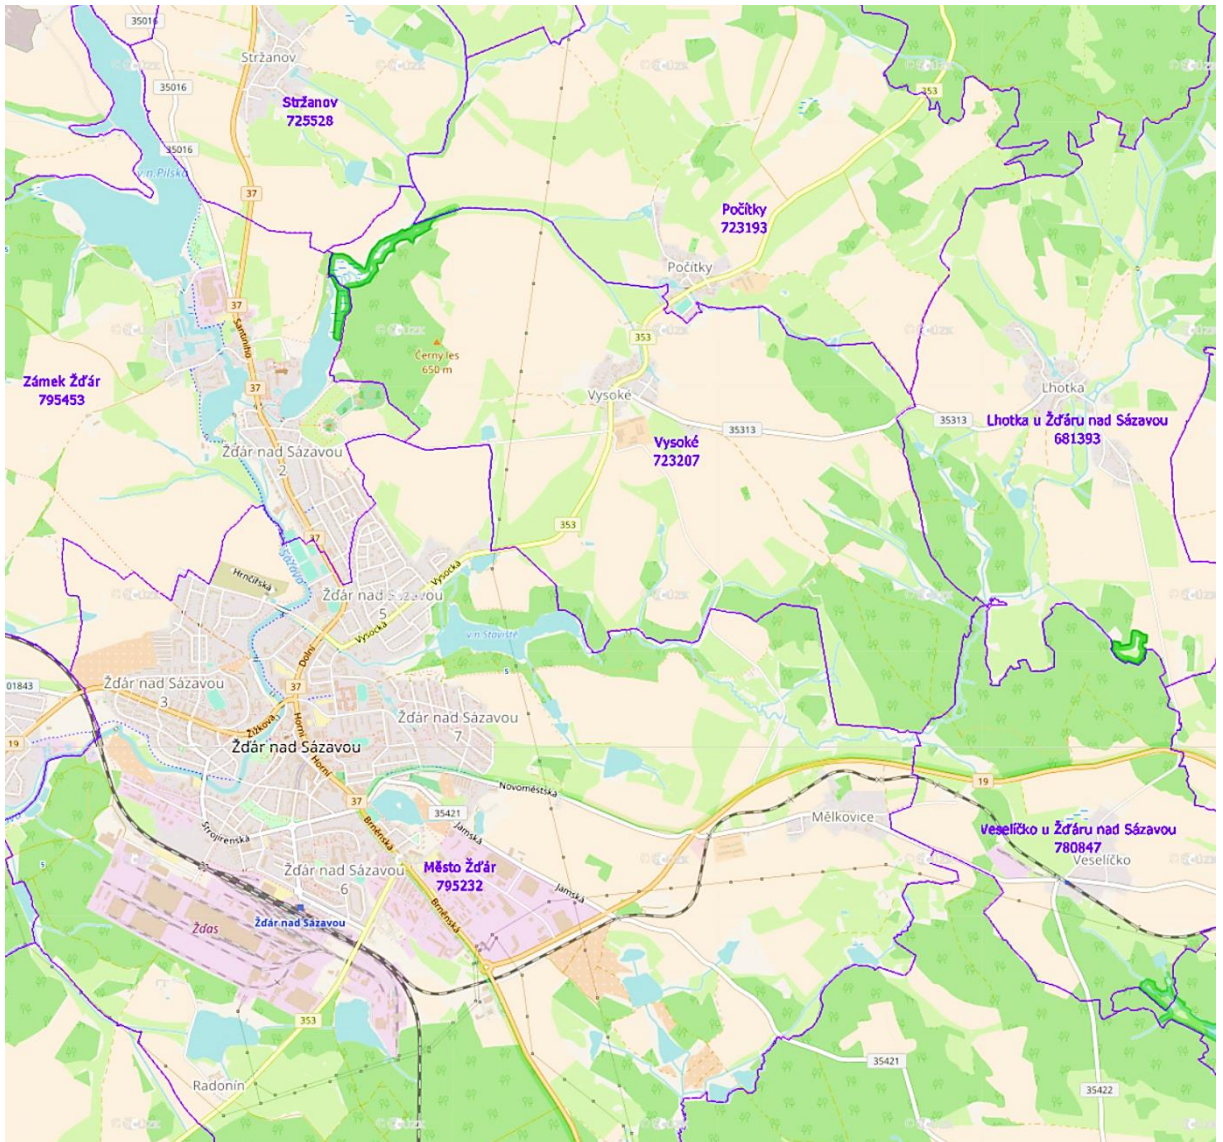 35016
Stržanov
35016
353
Stržanov
725528
35016
v.n.Pilská
37
Počítky
723193
Počítky
37
Santiniho
353
Černý les
650 m
Zámek Žďár
795453
37
Vysoké
Lhotka
35313
35313
Lhotka u Žďáru nad Sázavou
681393
Vysoké
723207
Žďár nad Sázavou
2
353
37
Sázava
Hrnčířská
Vysocká
Žďár nad Sázavou
5
Vysocká
v.n.Staviště
Dolní
01843
Žďár nad Sázavou
3
37
Žižkova
Horní
Žďár nad Sázavou
7
19
Žďár nad Sázavou
Horní
19
Novoměstská
37
35421
Mělkovice
Strojírenská
Brněnská
Jamská
Veselíčko u Žďáru nad Sázavou
780847
Veselíčko
Žďár nad Sázavou
6
Město Žďár
795232
Jamská
Brněnská
Žďas
Žďár nad Sázavou
353
35421
Radonín
35422